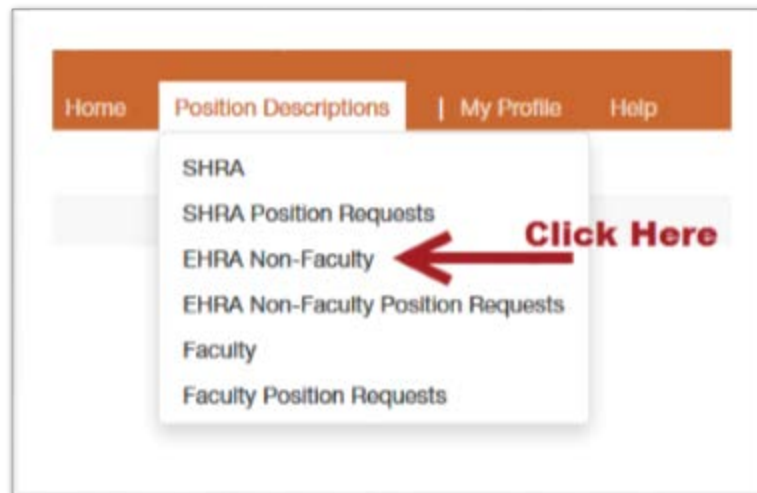 Home Position Descriptions | My Profile Help
SHRA
SHRA Position Requests
EHRA Non-Faculty Click Here
EHRA Non-Faculty Position Requests
Faculty
Faculty Position Requests